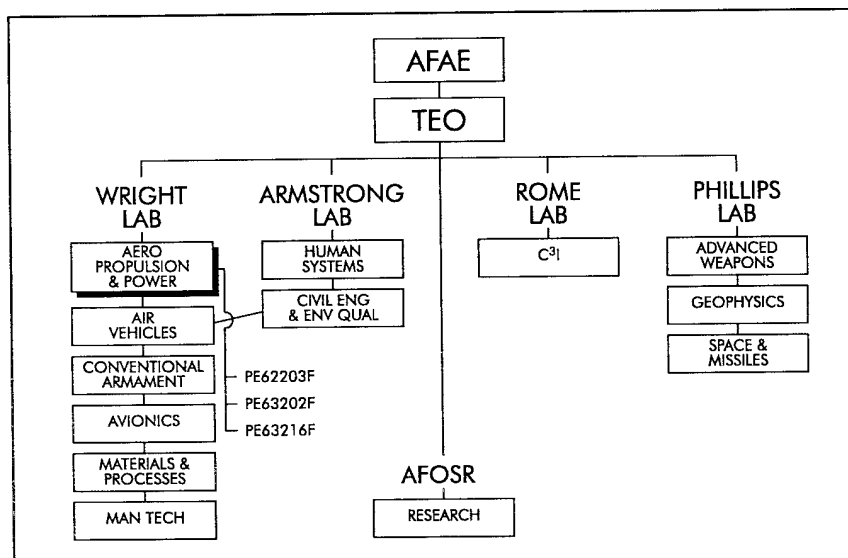 AFAE
TEO
WRIGHT
LAB
AERO
PROPULSION
& POWER
AIR
VEHICLES
CONVENTIONAL
ARMAMENT
AVIONICS
MATERIALS &
PROCESSES
MAN TECH
PE62203F
PE63202F
PE63216F
ARMSTRONG
LAB
HUMAN
SYSTEMS
CIVIL ENG
& ENV QUAL
AFOSR
RESEARCH
ROME
LAB
C³I
PHILLIPS
LAB
ADVANCED
WEAPONS
GEOPHYSICS
SPACE &
MISSILES